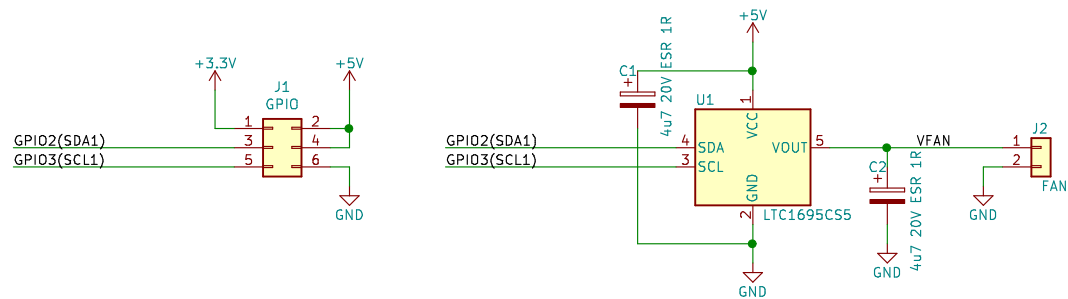 +3.3V
+5V
J1
GPIO
1
2
GPIO2(SDA1)
3
4
GPIO3(SCL1)
5
6
GND
+5V
C1
+
4u7 20V ESR 1R
U1
1
VCC
GPIO2(SDA1)
4
SDA
GPIO3(SCL1)
3
SCL
VOUT
5
GND
2
LTC1695CS5
GND
VFAN
C2
+
4u7 20V ESR 1R
GND
J2
1
2
FAN
GND